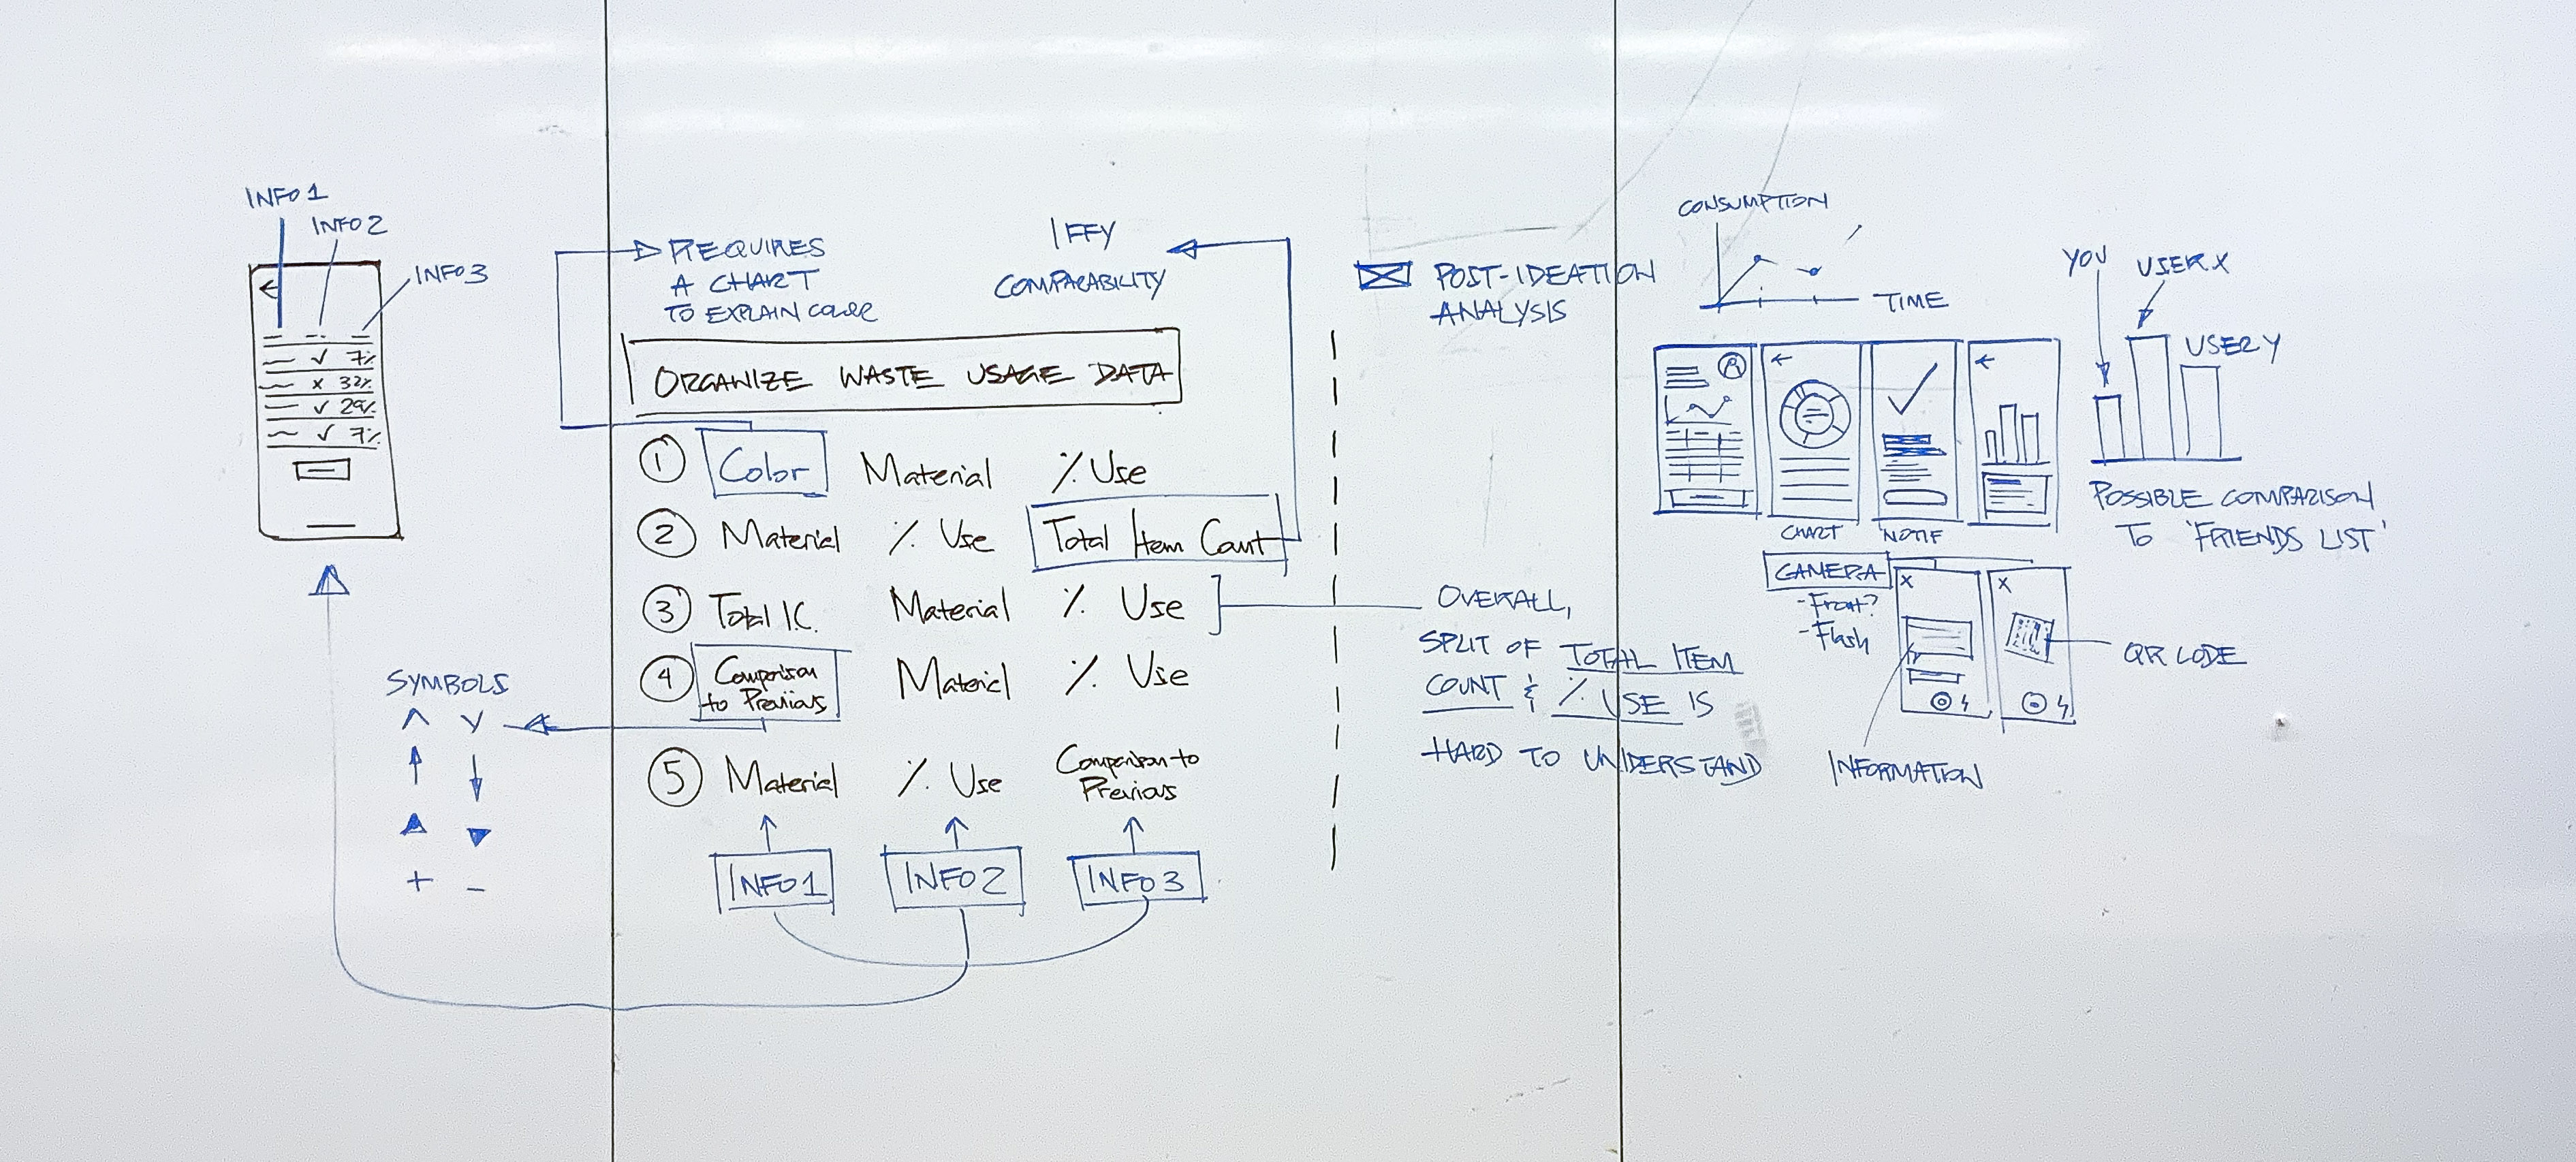 INFO 1
INFO 2
INFO 3
✓ 7%
x 32%
✓ 29%
✓ 7%
SYMBOLS
+ -
REQUIRES
A CHART
TO EXPLAIN
IFFY
COMPARABILITY
ORGANIZE WASTE USAGE DATA
1 Color Material % Use
2 Material % Use Total Item Count
3 Total I.C. Material % Use
4 Comparison to Previous Material % Use
5 Material % Use Comparison to Previous
INFO 1 INFO 2 INFO 3
POST-IDEATION
ANALYSIS
OVERALL,
SPLIT OF TOTAL ITEM
COUNT & % USE IS
HARD TO UNDERSTAND
CONSUMPTION
TIME
CHART
NOTIF
CAMERA
- Front?
- Flash
x
x
QR CODE
INFORMATION
YOU
USER X
USER Y
POSSIBLE COMPARISON
TO 'FRIENDS LIST'